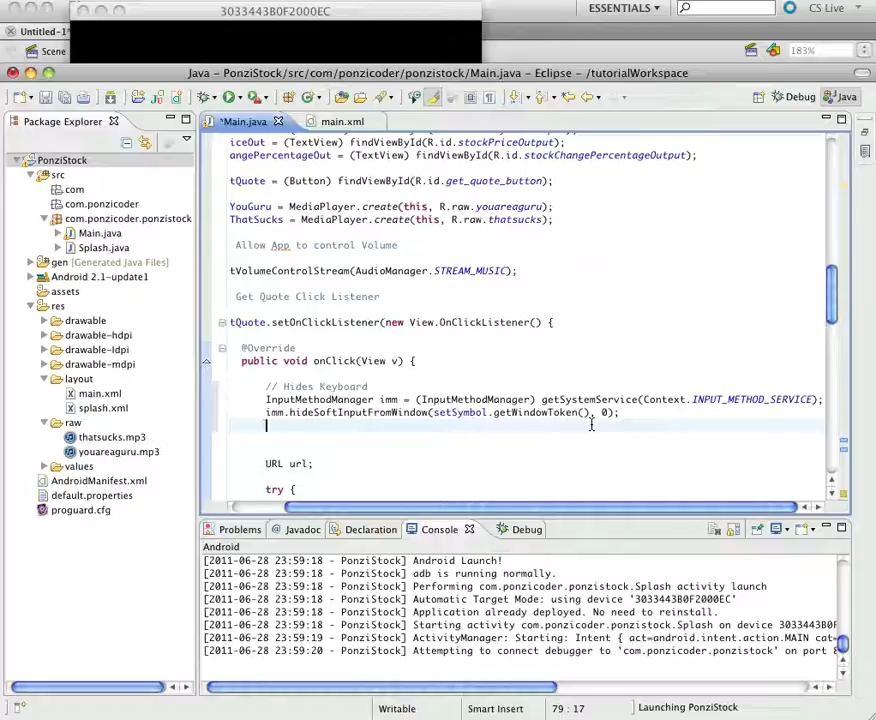 3033443B0F2000EC
ESSENTIALS
CS Live
Untitled-1*
Scene
183%
Java - PonziStock/src/com/ponzicoder/ponzistock/Main.java - Eclipse - /tutorialWorkspace
Debug
Java
Package Explorer
*Main.java
main.xml
PonziStock
src
com
com.ponzicoder
com.ponzicoder.ponzistock
Main.java
Splash.java
gen [Generated Java Files]
Android 2.1-update1
assets
res
drawable
drawable-hdpi
drawable-ldpi
drawable-mdpi
layout
main.xml
splash.xml
raw
thatsucks.mp3
youareaguru.mp3
values
AndroidManifest.xml
default.properties
proguard.cfg
iceOut = (TextView) findViewById(R.id.stockPriceOutput);
angePercentageOut = (TextView) findViewById(R.id.stockChangePercentageOutput);
tQuote = (Button) findViewById(R.id.get_quote_button);
YouGuru = MediaPlayer.create(this, R.raw.youareaguru);
ThatSucks = MediaPlayer.create(this, R.raw.thatsucks);
Allow App to control Volume
tVolumeControlStream(AudioManager.STREAM_MUSIC);
Get Quote Click Listener
tQuote.setOnClickListener(new View.OnClickListener() {
@Override
public void onClick(View v) {
// Hides Keyboard
InputMethodManager imm = (InputMethodManager) getSystemService(Context.INPUT_METHOD_SERVICE);
imm.hideSoftInputFromWindow(setSymbol.getWindowToken(), 0);
URL url;
try {
Problems
Javadoc
Declaration
Console
Debug
Android
[2011-06-28 23:59:18 - PonziStock] Android Launch!
[2011-06-28 23:59:18 - PonziStock] adb is running normally.
[2011-06-28 23:59:18 - PonziStock] Performing com.ponzicoder.ponzistock.Splash activity launch
[2011-06-28 23:59:18 - PonziStock] Automatic Target Mode: using device '3033443B0F2000EC'
[2011-06-28 23:59:18 - PonziStock] Application already deployed. No need to reinstall.
[2011-06-28 23:59:18 - PonziStock] Starting activity com.ponzicoder.ponzistock.Splash on device 3033443B0F
[2011-06-28 23:59:19 - PonziStock] ActivityManager: Starting: Intent { act=android.intent.action.MAIN cat=
[2011-06-28 23:59:20 - PonziStock] Attempting to connect debugger to 'com.ponzicoder.ponzistock' on port 8
Writable
Smart Insert
79 : 17
Launching PonziStock